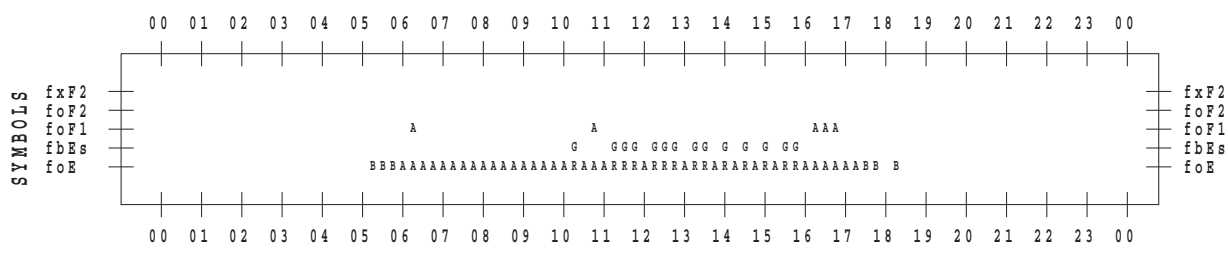 00 01 02 03 04 05 06 07 08 09 10 11 12 13 14 15 16 17 18 19 20 21 22 23 00
SYMBOLS
fxF2 fxF2
foF2 foF2
foF1 A A AAA foF1
fbEs G GGG GGG GG G G G GG fbEs
foE BBBAAAAAAAAAAAAAAAAARAAARRRARRRARRARARARRAAAAAABB B foE
00 01 02 03 04 05 06 07 08 09 10 11 12 13 14 15 16 17 18 19 20 21 22 23 00